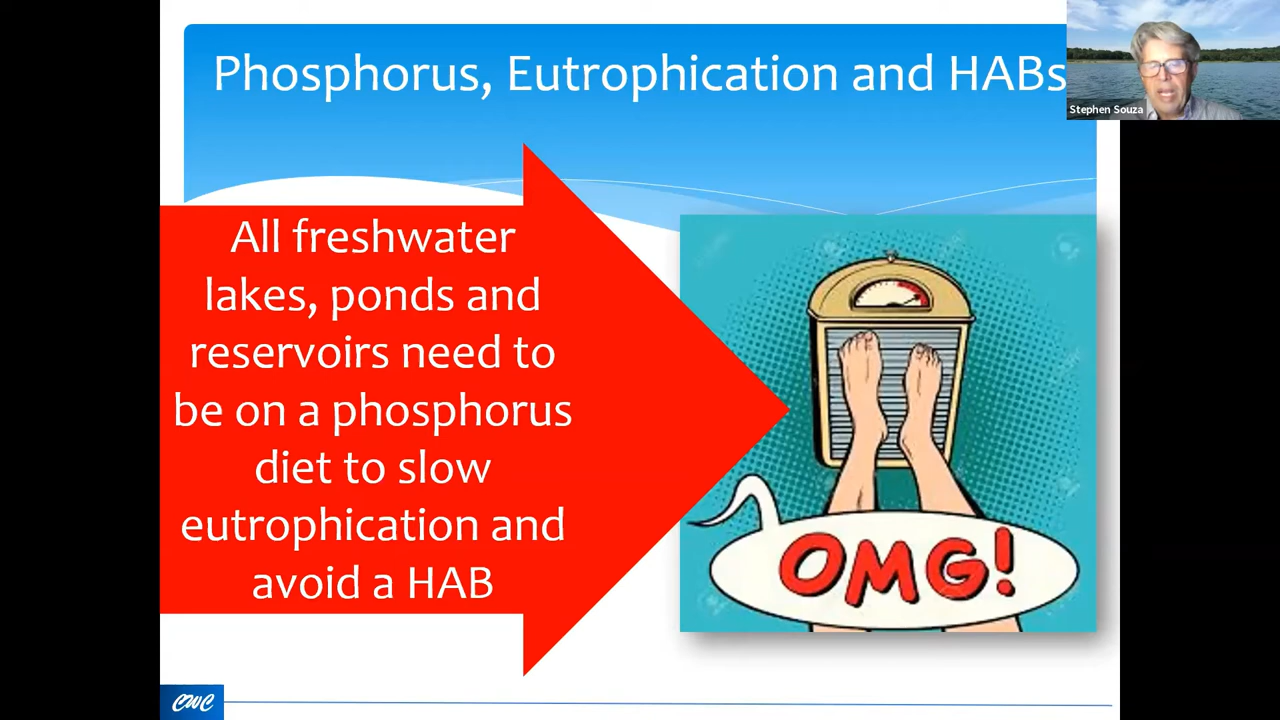 Phosphorus, Eutrophication and HABs
Stephen Souza
All freshwater
lakes, ponds and
reservoirs need to
be on a phosphorus
diet to slow
eutrophication and
avoid a HAB
OMG!
CWC